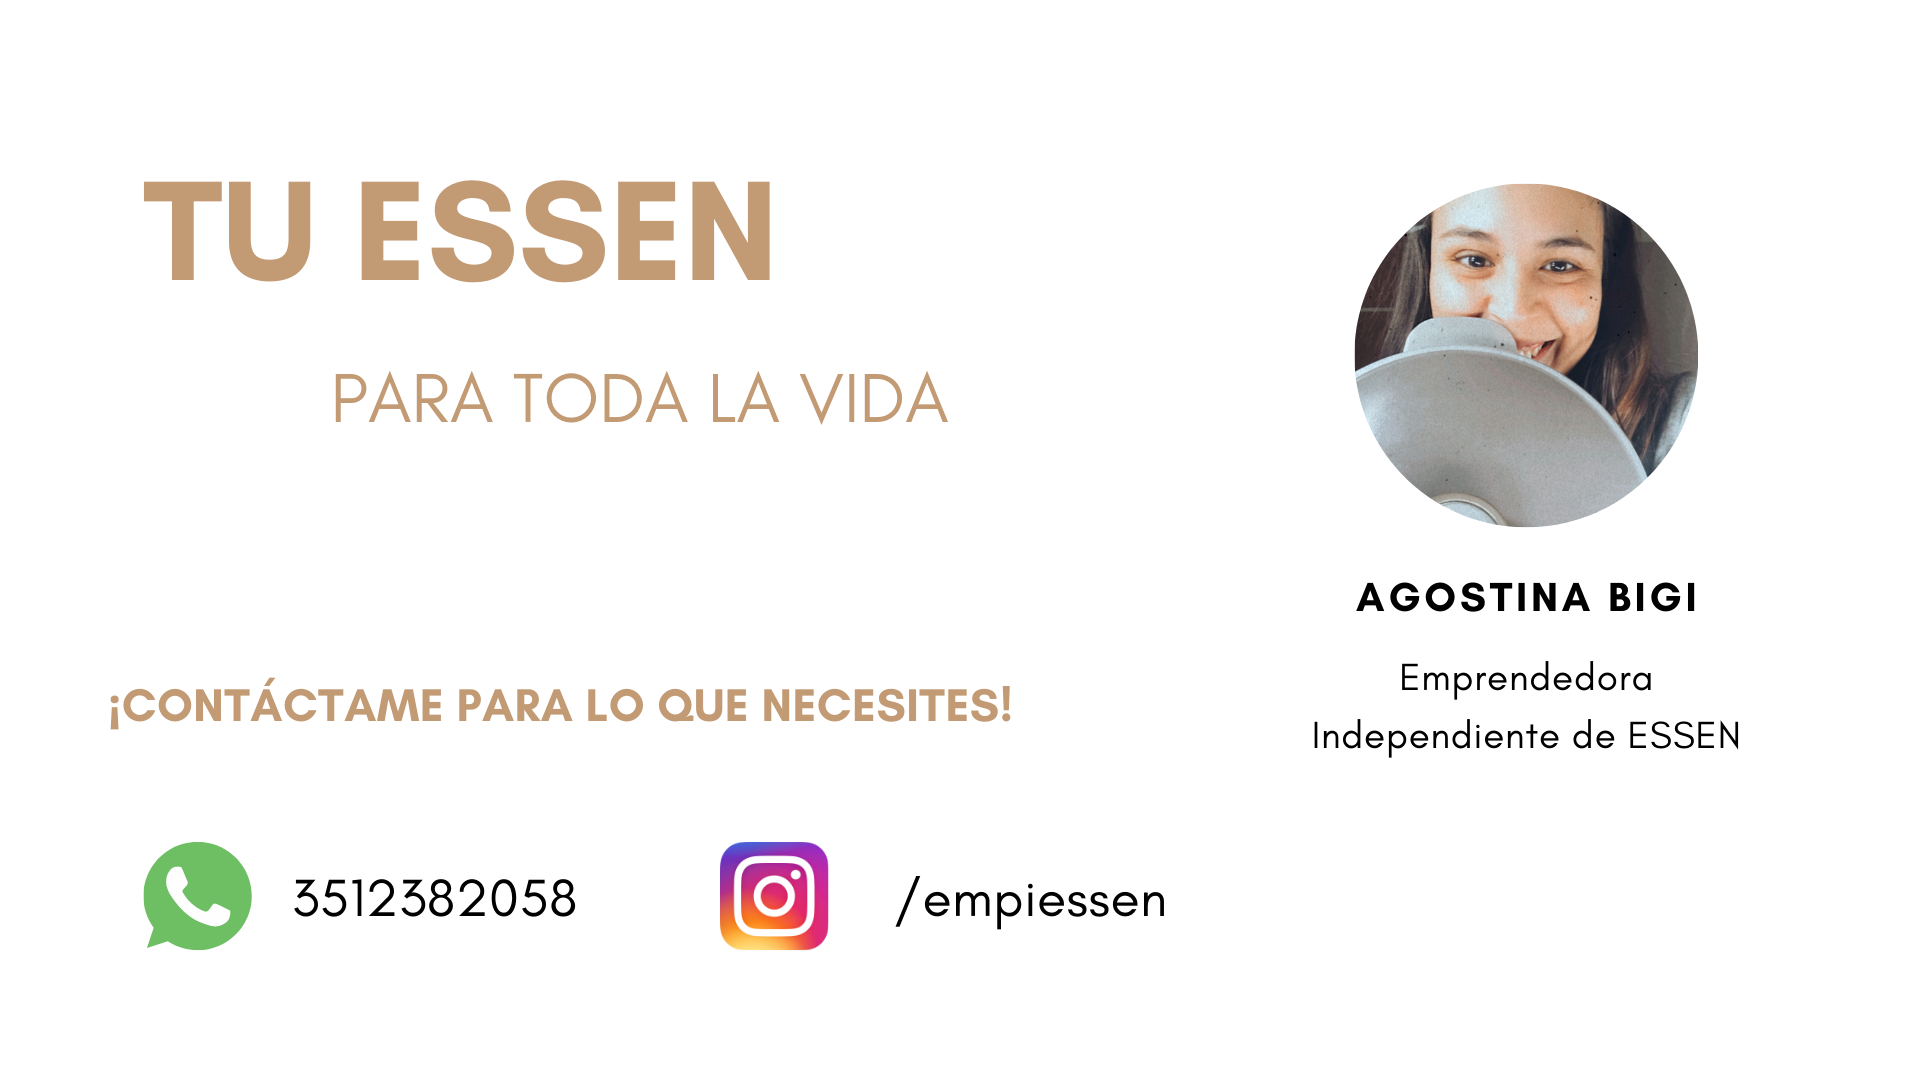 TU ESSEN
PARA TODA LA VIDA
¡CONTÁCTAME PARA LO QUE NECESITES!
3512382058
/empiessen
AGOSTINA BIGI
Emprendedora
Independiente de ESSEN